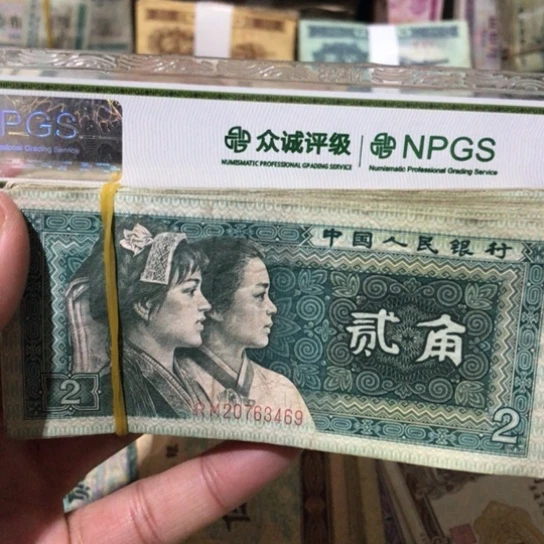 PGS
众诚评级
NUMISMATIC PROFESSIONAL GRADING SERVICE
NPGS
Numismatic Professional Grading Service
中国人民银行
贰角
RM20763469
2
2